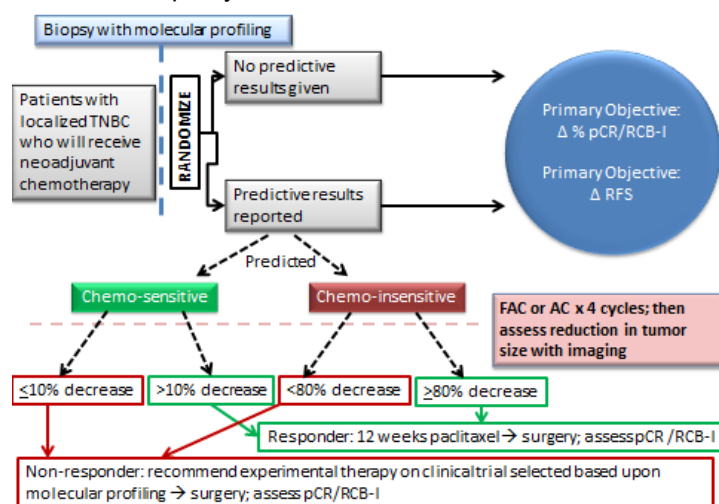 Biopsy with molecular profiling
No predictive
results given
Patients with
localized TNBC
who will receive
neoadjuvant
chemotherapy
RANDOMIZE
Primary Objective:
Δ % pCR/RCB-I
Primary Objective:
Δ RFS
Predictive results
reported
Predicted
Chemo-sensitive
Chemo-insensitive
FAC or AC x 4 cycles; then
assess reduction in tumor
size with imaging
≤10% decrease
>10% decrease
<80% decrease
≥80% decrease
Responder: 12 weeks paclitaxel → surgery; assess pCR /RCB-I
Non-responder: recommend experimental therapy on clinical trial selected based upon
molecular profiling → surgery; assess pCR/RCB-I